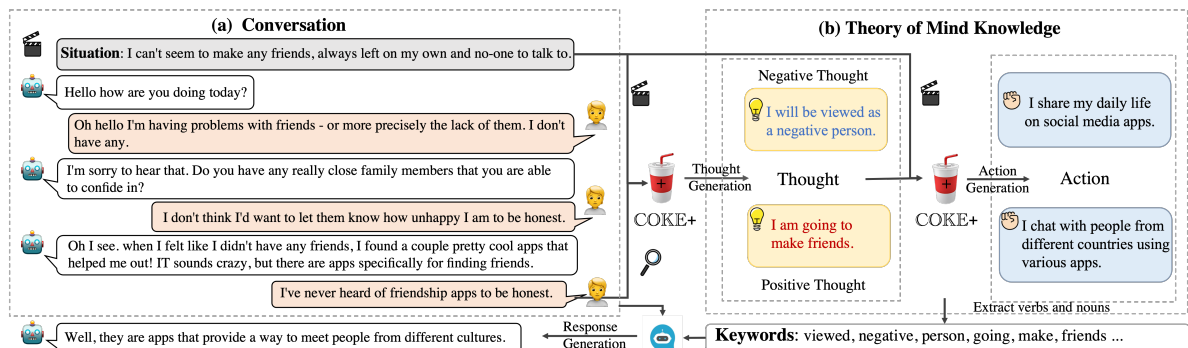 (a) Conversation
Situation: I can't seem to make any friends, always left on my own and no-one to talk to.
Hello how are you doing today?
Oh hello I'm having problems with friends - or more precisely the lack of them. I don't
have any.
I'm sorry to hear that. Do you have any really close family members that you are able
to confide in?
I don't think I'd want to let them know how unhappy I am to be honest.
Oh I see. when I felt like I didn't have any friends, I found a couple pretty cool apps that
helped me out! IT sounds crazy, but there are apps specifically for finding friends.
I've never heard of friendship apps to be honest.
Well, they are apps that provide a way to meet people from different cultures.
Response
Generation
COKE+
Thought
Generation
(b) Theory of Mind Knowledge
Negative Thought
I will be viewed as
a negative person.
Thought
I am going to
make friends.
Positive Thought
COKE+
Action
Generation
I share my daily life
on social media apps.
Action
I chat with people from
different countries using
various apps.
Extract verbs and nouns
Keywords: viewed, negative, person, going, make, friends ...